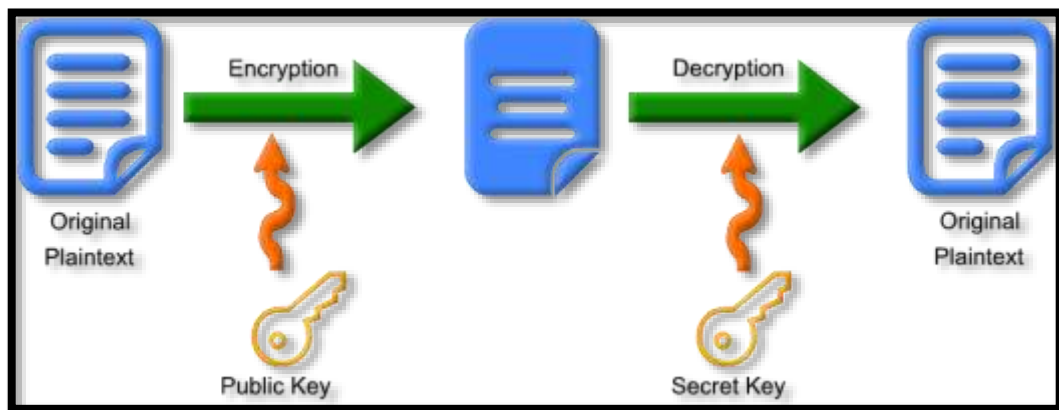 Encryption
Decryption
Original
Plaintext
Original
Plaintext
Public Key
Secret Key